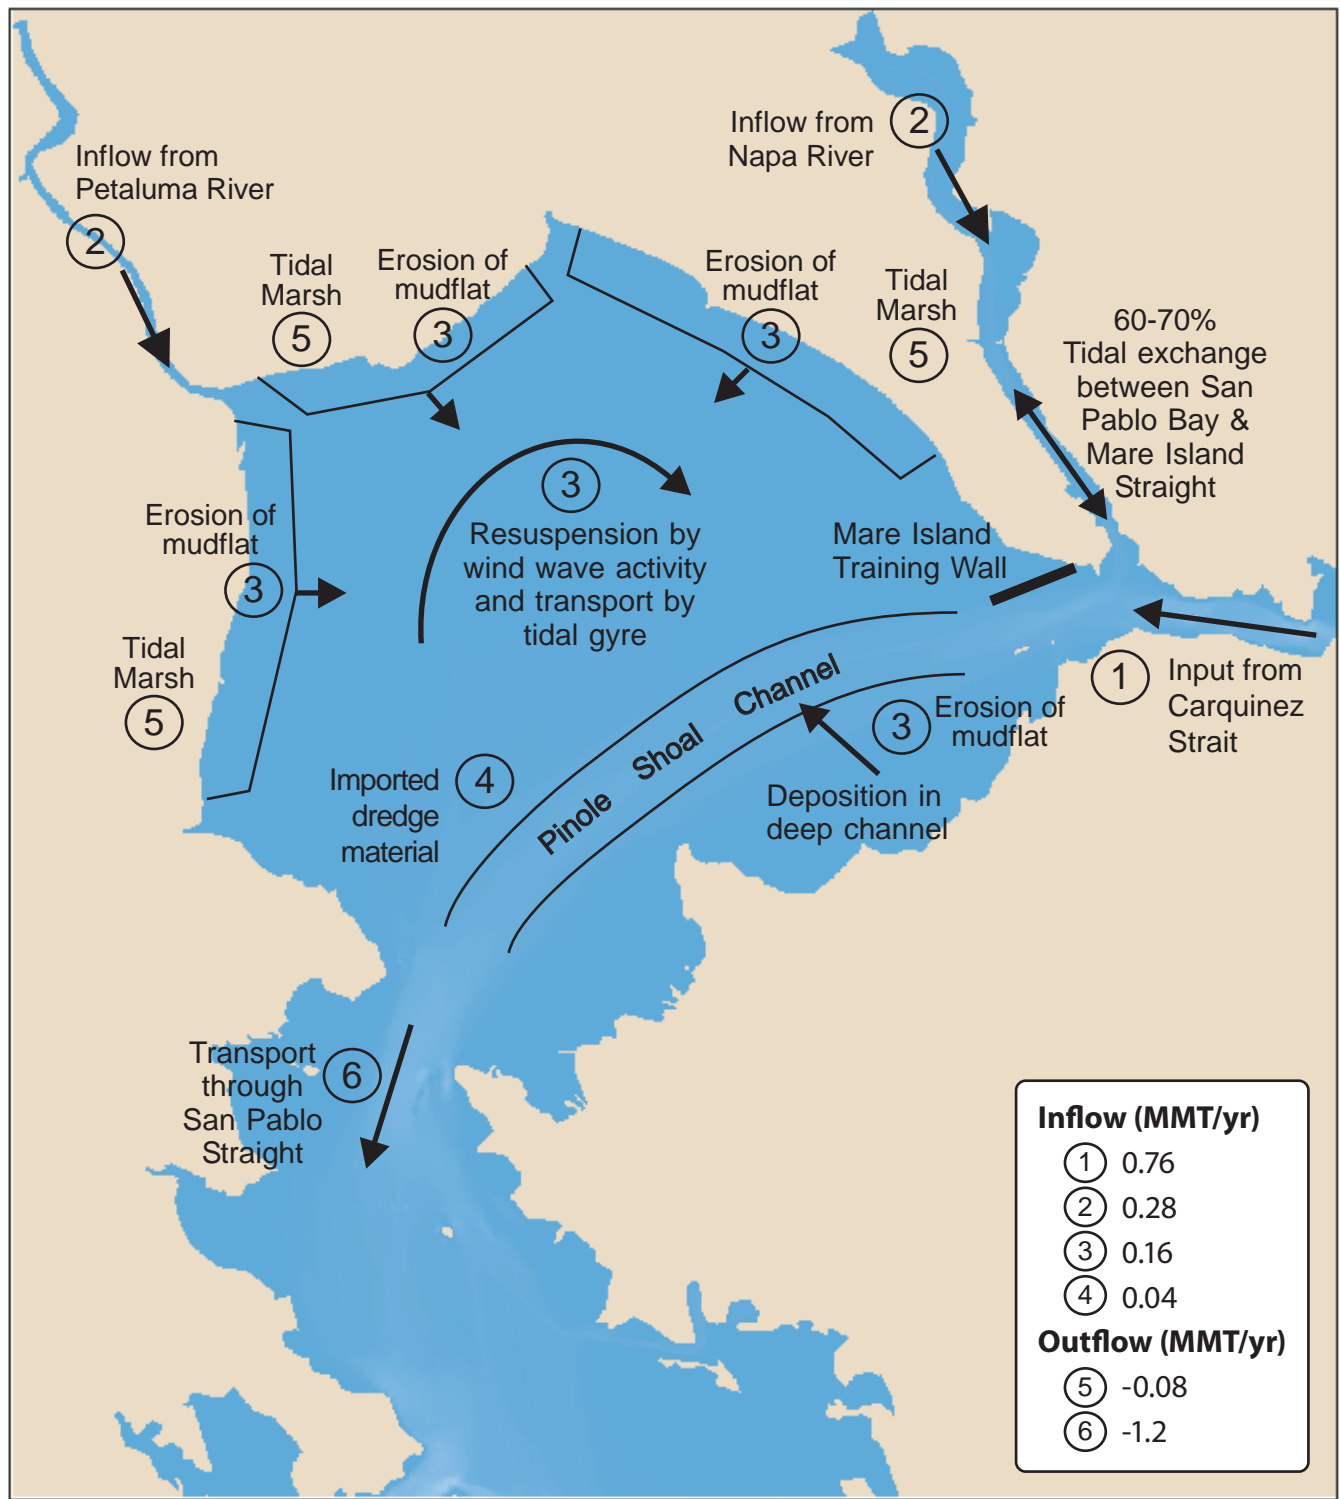 Inflow from
Petaluma River
2
Inflow from
Napa River
2
Tidal
Marsh
5
Erosion of
mudflat
3
Erosion of
mudflat
3
Tidal
Marsh
5
60-70%
Tidal exchange
between San
Pablo Bay &
Mare Island
Straight
3
Resuspension by
wind wave activity
and transport by
tidal gyre
Erosion of
mudflat
3
Mare Island
Training Wall
Tidal
Marsh
5
1
Input from
Carquinez
Strait
Pinole Shoal Channel
3
Erosion of
mudflat
Imported
dredge
material
4
Deposition in
deep channel
Transport
through
San Pablo
Straight
6
Inflow (MMT/yr)
1 0.76
2 0.28
3 0.16
4 0.04
Outflow (MMT/yr)
5 -0.08
6 -1.2